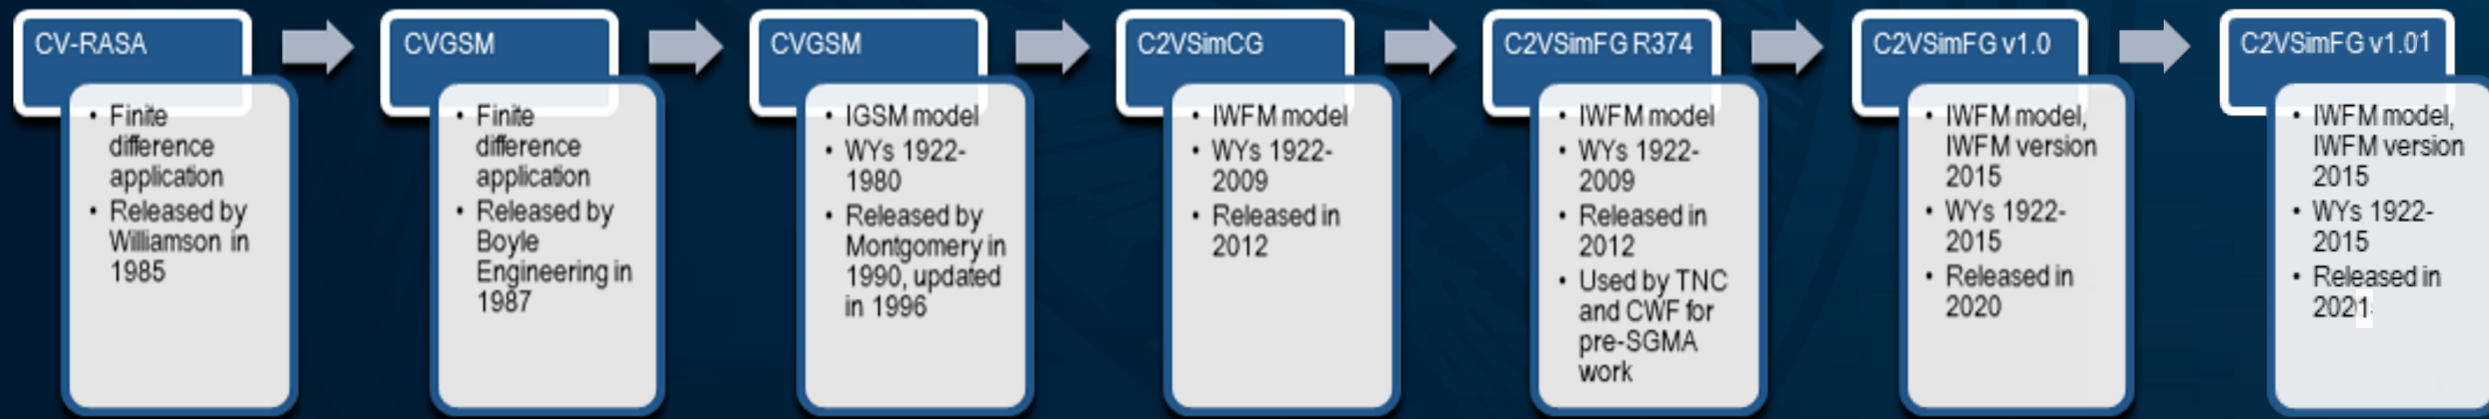 CV-RASA
• Finite
difference
application
• Released by
Williamson in
1985
CVGSM
• Finite
difference
application
• Released by
Boyle
Engineering in
1987
CVGSM
• IGSM model
• WYs 1922-
1980
• Released by
Montgomery in
1990, updated
in 1996
C2VSimCG
• IWFM model
• WYs 1922-
2009
• Released in
2012
C2VSimFG R374
• IWFM model
• WYs 1922-
2009
• Released in
2012
• Used by TNC
and CWF for
pre-SGMA
work
C2VSimFG v1.0
• IWFM model,
IWFM version
2015
• WYs 1922-
2015
• Released in
2020
C2VSimFG v1.01
• IWFM model,
IWFM version
2015
• WYs 1922-
2015
• Released in
2021